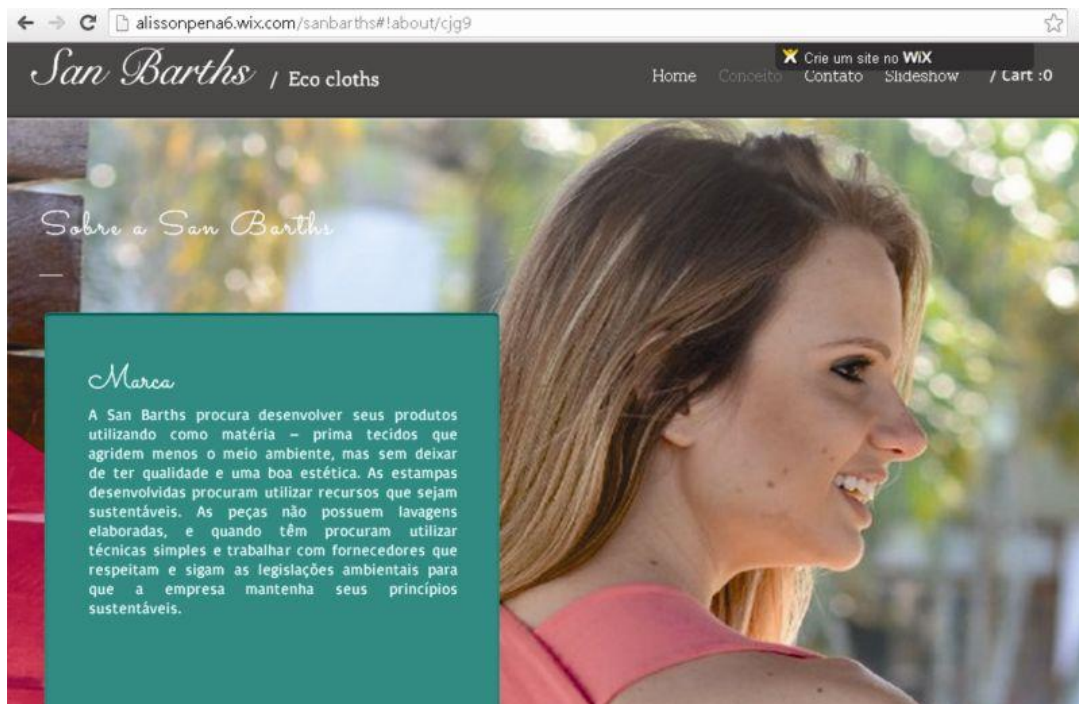 alissonpena6.wix.com/sanbarths#!about/cjg9
Crie um site no WiX
San Barths / Eco cloths
Home Conceito Contato Slideshow / Cart :0
Sobre a San Barths
Marca
A San Barths procura desenvolver seus produtos
utilizando como matéria – prima tecidos que
agridem menos o meio ambiente, mas sem deixar
de ter qualidade e uma boa estética. As estampas
desenvolvidas procuram utilizar recursos que sejam
sustentáveis. As peças não possuem lavagens
elaboradas, e quando têm procuram utilizar
técnicas simples e trabalhar com fornecedores que
respeitam e sigam as legislações ambientais para
que a empresa mantenha seus princípios
sustentáveis.